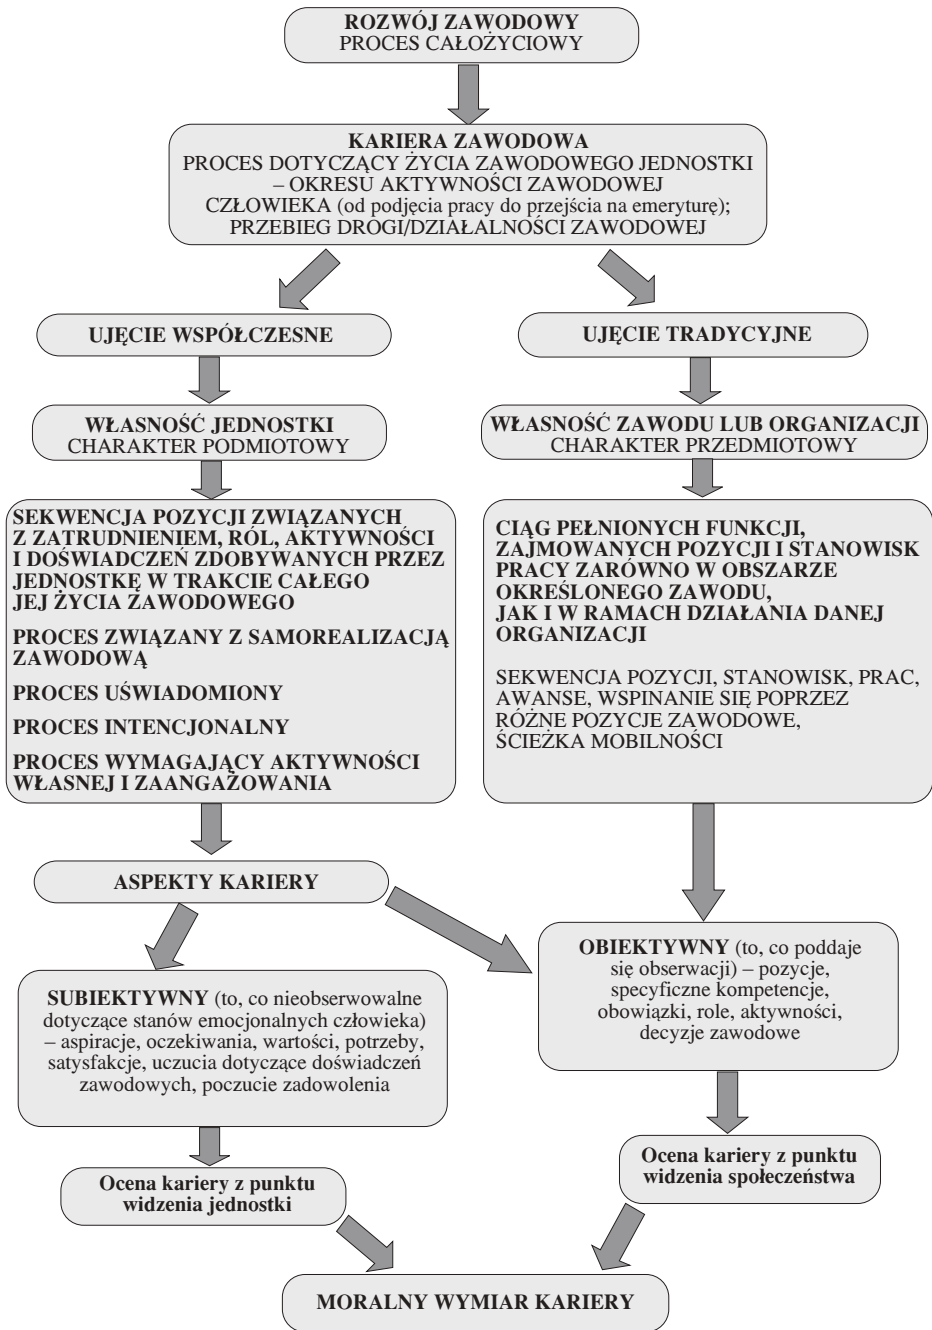 ROZWÓJ ZAWODOWY
PROCES CAŁOŻYCIOWY
KARIERA ZAWODOWA
PROCES DOTYCZĄCY ŻYCIA ZAWODOWEGO JEDNOSTKI
– OKRESU AKTYWNOŚCI ZAWODOWEJ
CZŁOWIEKA (od podjęcia pracy do przejścia na emeryturę);
PRZEBIEG DROGI/DZIAŁALNOŚCI ZAWODOWEJ
UJĘCIE WSPÓŁCZESNE
UJĘCIE TRADYCYJNE
WŁASNOŚĆ JEDNOSTKI
CHARAKTER PODMIOTOWY
WŁASNOŚĆ ZAWODU LUB ORGANIZACJI
CHARAKTER PRZEDMIOTOWY
SEKWENCJA POZYCJI ZWIĄZANYCH
Z ZATRUDNIENIEM, RÓL, AKTYWNOŚCI
I DOŚWIADCZEŃ ZDOBYWANYCH PRZEZ
JEDNOSTKĘ W TRAKCIE CAŁEGO
JEJ ŻYCIA ZAWODOWEGO
PROCES ZWIĄZANY Z SAMOREALIZACJĄ
ZAWODOWĄ
PROCES UŚWIADOMIONY
PROCES INTENCJONALNY
PROCES WYMAGAJĄCY AKTYWNOŚCI
WŁASNEJ I ZAANGAŻOWANIA
CIĄG PEŁNIONYCH FUNKCJI,
ZAJMOWANYCH POZYCJI I STANOWISK
PRACY ZARÓWNO W OBSZARZE
OKREŚLONEGO ZAWODU,
JAK I W RAMACH DZIAŁANIA DANEJ
ORGANIZACJI
SEKWENCJA POZYCJI, STANOWISK, PRAC,
AWANSE, WSPINANIE SIĘ POPRZEZ
RÓŻNE POZYCJE ZAWODOWE,
ŚCIEŻKA MOBILNOŚCI
ASPEKTY KARIERY
SUBIEKTYWNY (to, co nieobserwowalne
dotyczące stanów emocjonalnych człowieka)
– aspiracje, oczekiwania, wartości, potrzeby,
satysfakcje, uczucia dotyczące doświadczeń
zawodowych, poczucie zadowolenia
OBIEKTYWNY (to, co poddaje
się obserwacji) – pozycje,
specyficzne kompetencje,
obowiązki, role, aktywności,
decyzje zawodowe
Ocena kariery z punktu
widzenia jednostki
Ocena kariery z punktu
widzenia społeczeństwa
MORALNY WYMIAR KARIERY